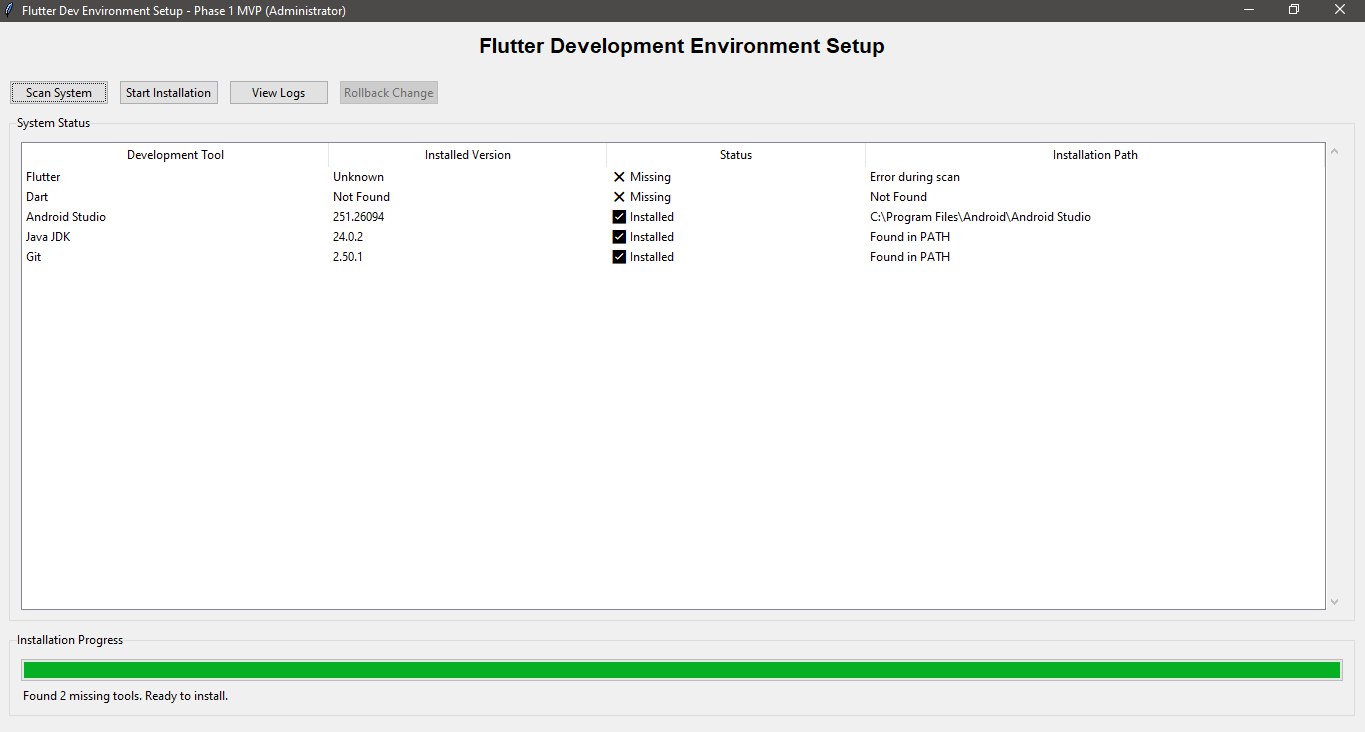 Flutter Dev Environment Setup - Phase 1 MVP (Administrator)
Flutter Development Environment Setup
Scan System Start Installation View Logs Rollback Change
System Status
Development Tool Installed Version Status Installation Path
Flutter Unknown Missing Error during scan
Dart Not Found Missing Not Found
Android Studio 251.26094 Installed C:\Program Files\Android\Android Studio
Java JDK 24.0.2 Installed Found in PATH
Git 2.50.1 Installed Found in PATH
Installation Progress
Found 2 missing tools. Ready to install.